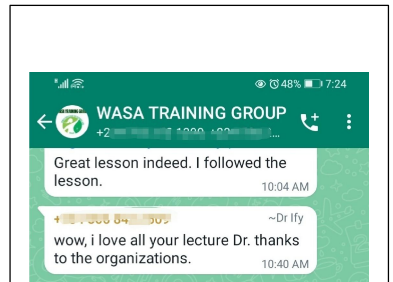 48% 7:24
WASA TRAINING GROUP
Great lesson indeed. I followed the
lesson.
10:04 AM
~Dr Ify
wow, i love all your lecture Dr. thanks
to the organizations.
10:40 AM